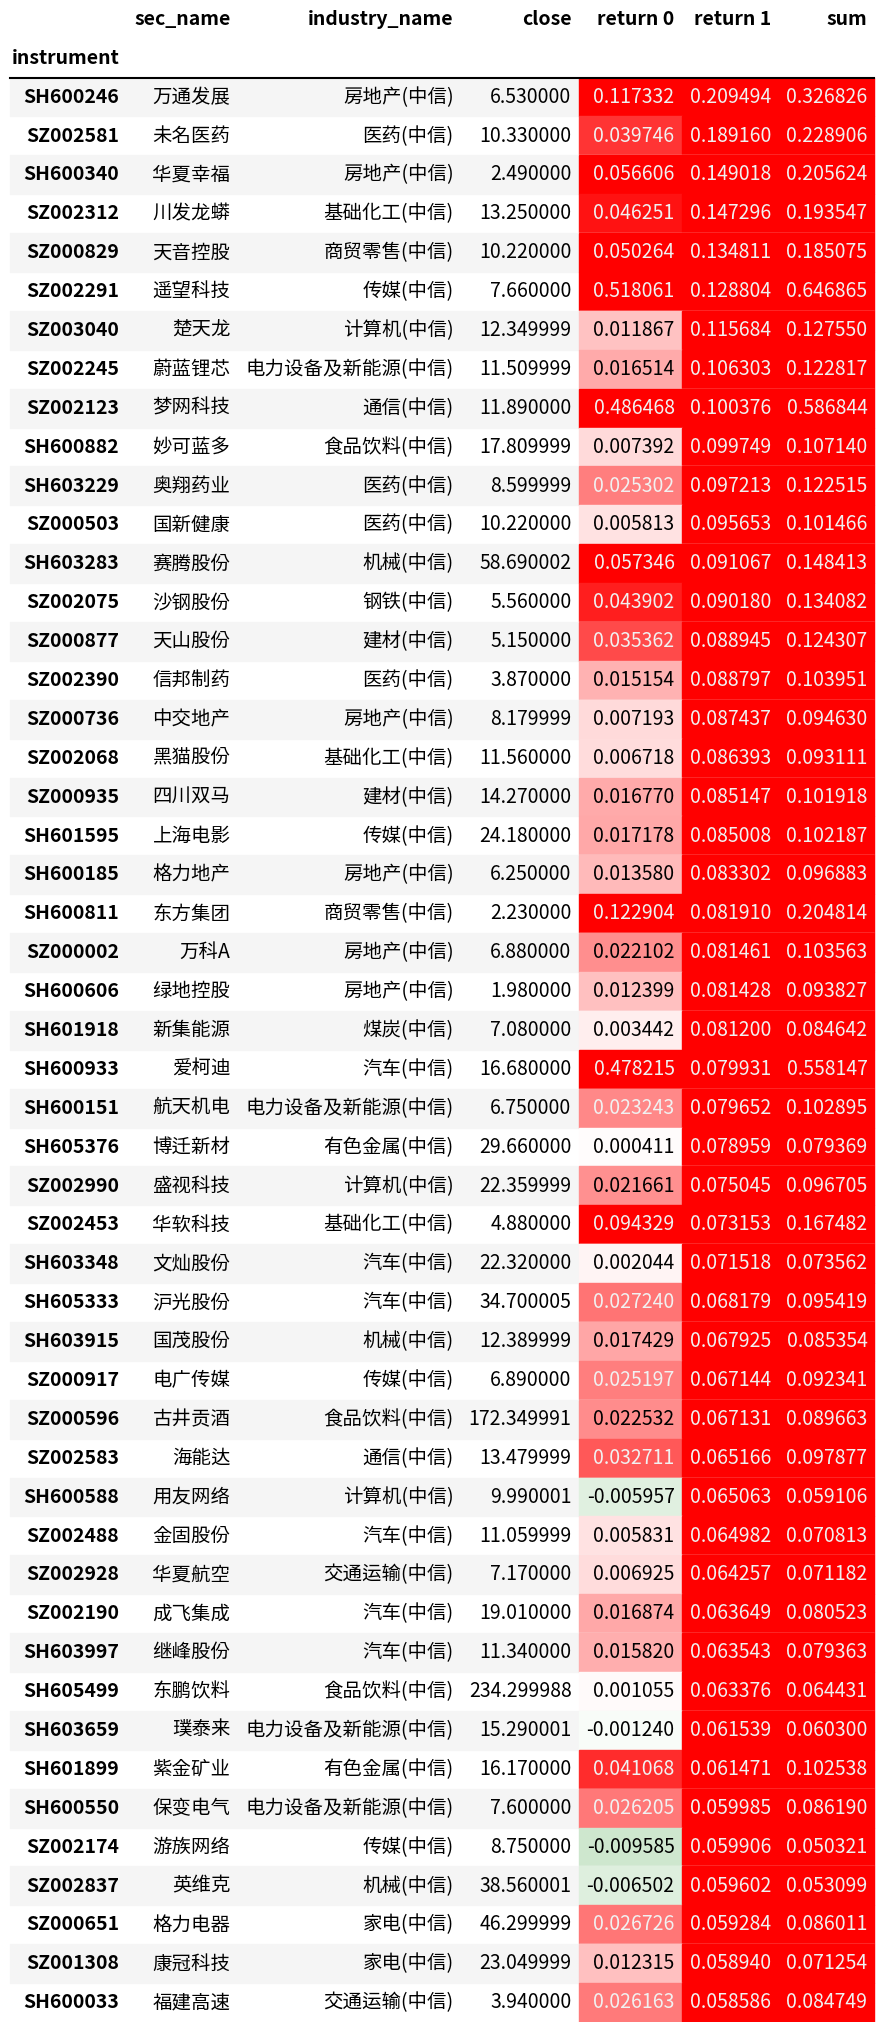 sec_name industry_name close return 0 return 1 sum
instrument
SH600246 万通发展 房地产(中信) 6.530000 0.117332 0.209494 0.326826
SZ002581 未名医药 医药(中信) 10.330000 0.039746 0.189160 0.228906
SH600340 华夏幸福 房地产(中信) 2.490000 0.056606 0.149018 0.205624
SZ002312 川发龙蟒 基础化工(中信) 13.250000 0.046251 0.147296 0.193547
SZ000829 天音控股 商贸零售(中信) 10.220000 0.050264 0.134811 0.185075
SZ002291 遥望科技 传媒(中信) 7.660000 0.518061 0.128804 0.646865
SZ003040 楚天龙 计算机(中信) 12.349999 0.011867 0.115684 0.127550
SZ002245 蔚蓝锂芯 电力设备及新能源(中信) 11.509999 0.016514 0.106303 0.122817
SZ002123 梦网科技 通信(中信) 11.890000 0.486468 0.100376 0.586844
SH600882 妙可蓝多 食品饮料(中信) 17.809999 0.007392 0.099749 0.107140
SH603229 奥翔药业 医药(中信) 8.599999 0.025302 0.097213 0.122515
SZ000503 国新健康 医药(中信) 10.220000 0.005813 0.095653 0.101466
SH603283 赛腾股份 机械(中信) 58.690002 0.057346 0.091067 0.148413
SZ002075 沙钢股份 钢铁(中信) 5.560000 0.043902 0.090180 0.134082
SZ000877 天山股份 建材(中信) 5.150000 0.035362 0.088945 0.124307
SZ002390 信邦制药 医药(中信) 3.870000 0.015154 0.088797 0.103951
SZ000736 中交地产 房地产(中信) 8.179999 0.007193 0.087437 0.094630
SZ002068 黑猫股份 基础化工(中信) 11.560000 0.006718 0.086393 0.093111
SZ000935 四川双马 建材(中信) 14.270000 0.016770 0.085147 0.101918
SH601595 上海电影 传媒(中信) 24.180000 0.017178 0.085008 0.102187
SH600185 格力地产 房地产(中信) 6.250000 0.013580 0.083302 0.096883
SH600811 东方集团 商贸零售(中信) 2.230000 0.122904 0.081910 0.204814
SZ000002 万科A 房地产(中信) 6.880000 0.022102 0.081461 0.103563
SH600606 绿地控股 房地产(中信) 1.980000 0.012399 0.081428 0.093827
SH601918 新集能源 煤炭(中信) 7.080000 0.003442 0.081200 0.084642
SH600933 爱柯迪 汽车(中信) 16.680000 0.478215 0.079931 0.558147
SH600151 航天机电 电力设备及新能源(中信) 6.750000 0.023243 0.079652 0.102895
SH605376 博迁新材 有色金属(中信) 29.660000 0.000411 0.078959 0.079369
SZ002990 盛视科技 计算机(中信) 22.359999 0.021661 0.075045 0.096705
SZ002453 华软科技 基础化工(中信) 4.880000 0.094329 0.073153 0.167482
SH603348 文灿股份 汽车(中信) 22.320000 0.002044 0.071518 0.073562
SH605333 沪光股份 汽车(中信) 34.700005 0.027240 0.068179 0.095419
SH603915 国茂股份 机械(中信) 12.389999 0.017429 0.067925 0.085354
SZ000917 电广传媒 传媒(中信) 6.890000 0.025197 0.067144 0.092341
SZ000596 古井贡酒 食品饮料(中信) 172.349991 0.022532 0.067131 0.089663
SZ002583 海能达 通信(中信) 13.479999 0.032711 0.065166 0.097877
SH600588 用友网络 计算机(中信) 9.990001 -0.005957 0.065063 0.059106
SZ002488 金固股份 汽车(中信) 11.059999 0.005831 0.064982 0.070813
SZ002928 华夏航空 交通运输(中信) 7.170000 0.006925 0.064257 0.071182
SZ002190 成飞集成 汽车(中信) 19.010000 0.016874 0.063649 0.080523
SH603997 继峰股份 汽车(中信) 11.340000 0.015820 0.063543 0.079363
SH605499 东鹏饮料 食品饮料(中信) 234.299988 0.001055 0.063376 0.064431
SH603659 璞泰来 电力设备及新能源(中信) 15.290001 -0.001240 0.061539 0.060300
SH601899 紫金矿业 有色金属(中信) 16.170000 0.041068 0.061471 0.102538
SH600550 保变电气 电力设备及新能源(中信) 7.600000 0.026205 0.059985 0.086190
SZ002174 游族网络 传媒(中信) 8.750000 -0.009585 0.059906 0.050321
SZ002837 英维克 机械(中信) 38.560001 -0.006502 0.059602 0.053099
SZ000651 格力电器 家电(中信) 46.299999 0.026726 0.059284 0.086011
SZ001308 康冠科技 家电(中信) 23.049999 0.012315 0.058940 0.071254
SH600033 福建高速 交通运输(中信) 3.940000 0.026163 0.058586 0.084749